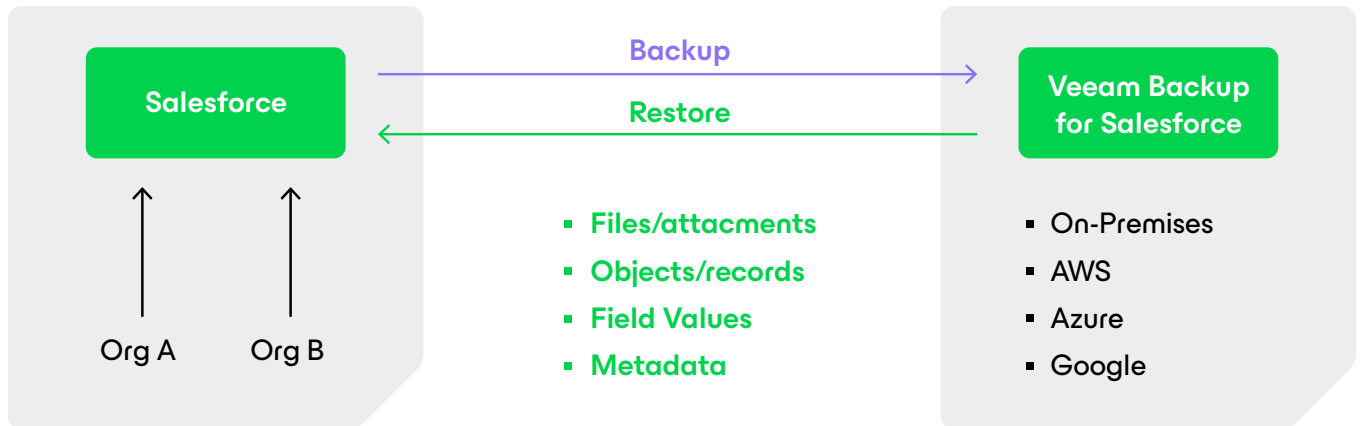 Salesforce
Org A
Org B
Backup
Restore
Files/attacments
Objects/records
Field Values
Metadata
Veeam Backup
for Salesforce
On-Premises
AWS
Azure
Google